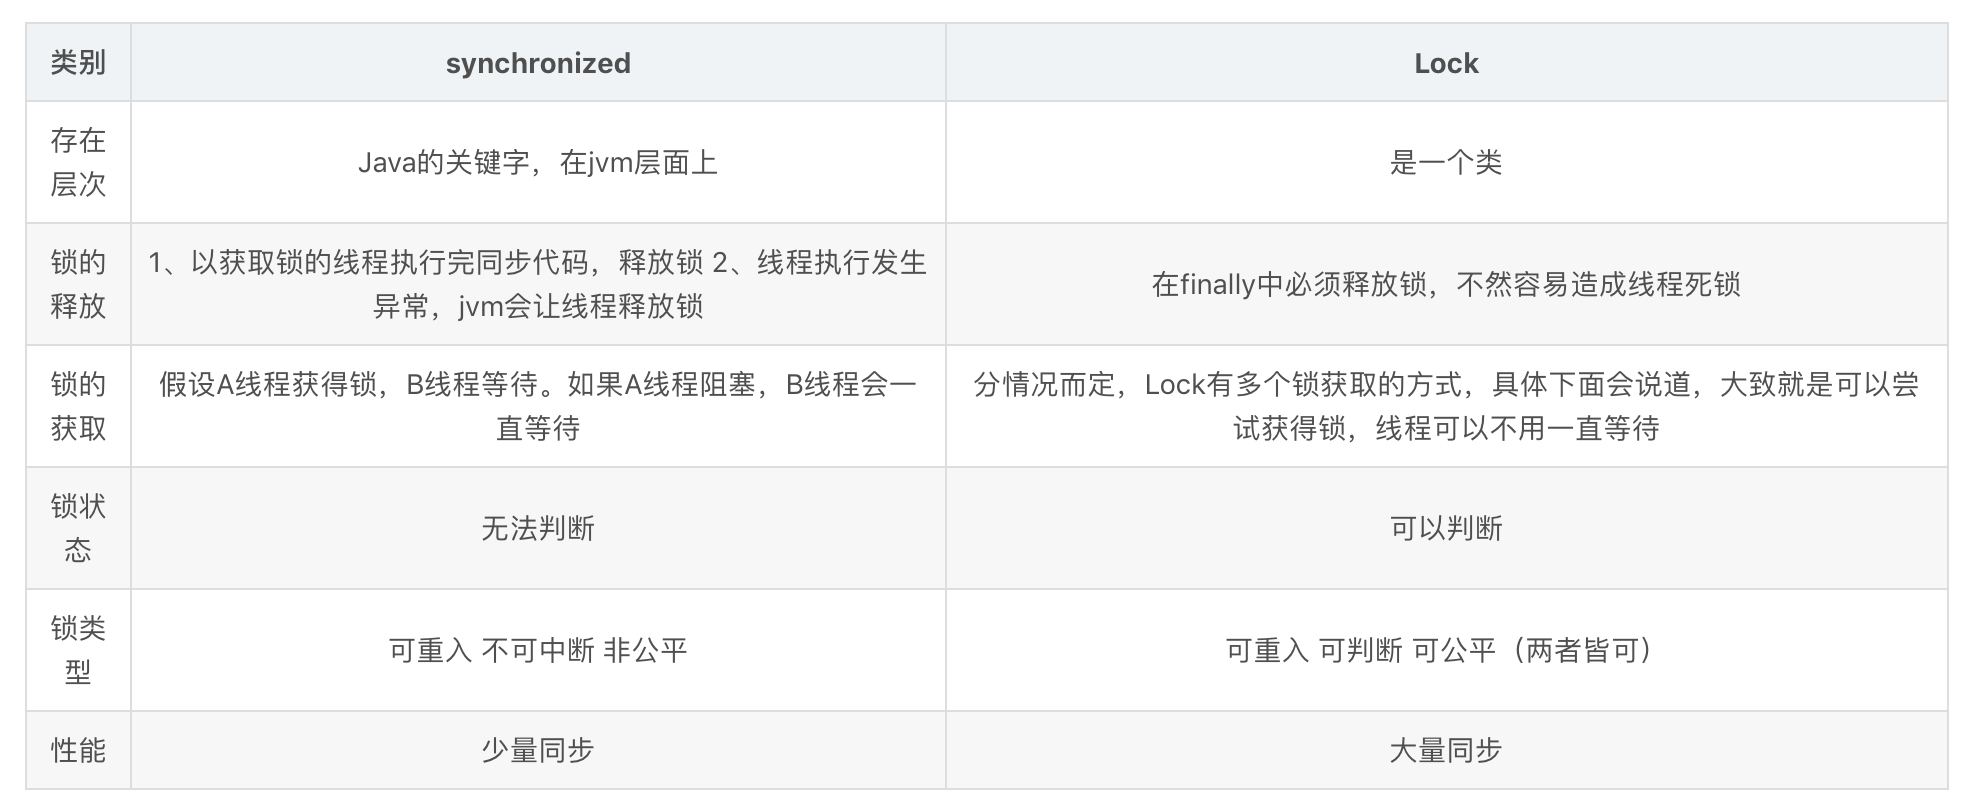 类别
synchronized
Lock
存在
层次
Java的关键字，在jvm层面上
是一个类
锁的
释放
1、以获取锁的线程执行完同步代码，释放锁 2、线程执行发生
异常，jvm会让线程释放锁
在finally中必须释放锁，不然容易造成线程死锁
锁的
获取
假设A线程获得锁，B线程等待。如果A线程阻塞，B线程会一
直等待
分情况而定，Lock有多个锁获取的方式，具体下面会说道，大致就是可以尝
试获得锁，线程可以不用一直等待
锁状
态
无法判断
可以判断
锁类
型
可重入 不可中断 非公平
可重入 可判断 可公平（两者皆可）
性能
少量同步
大量同步